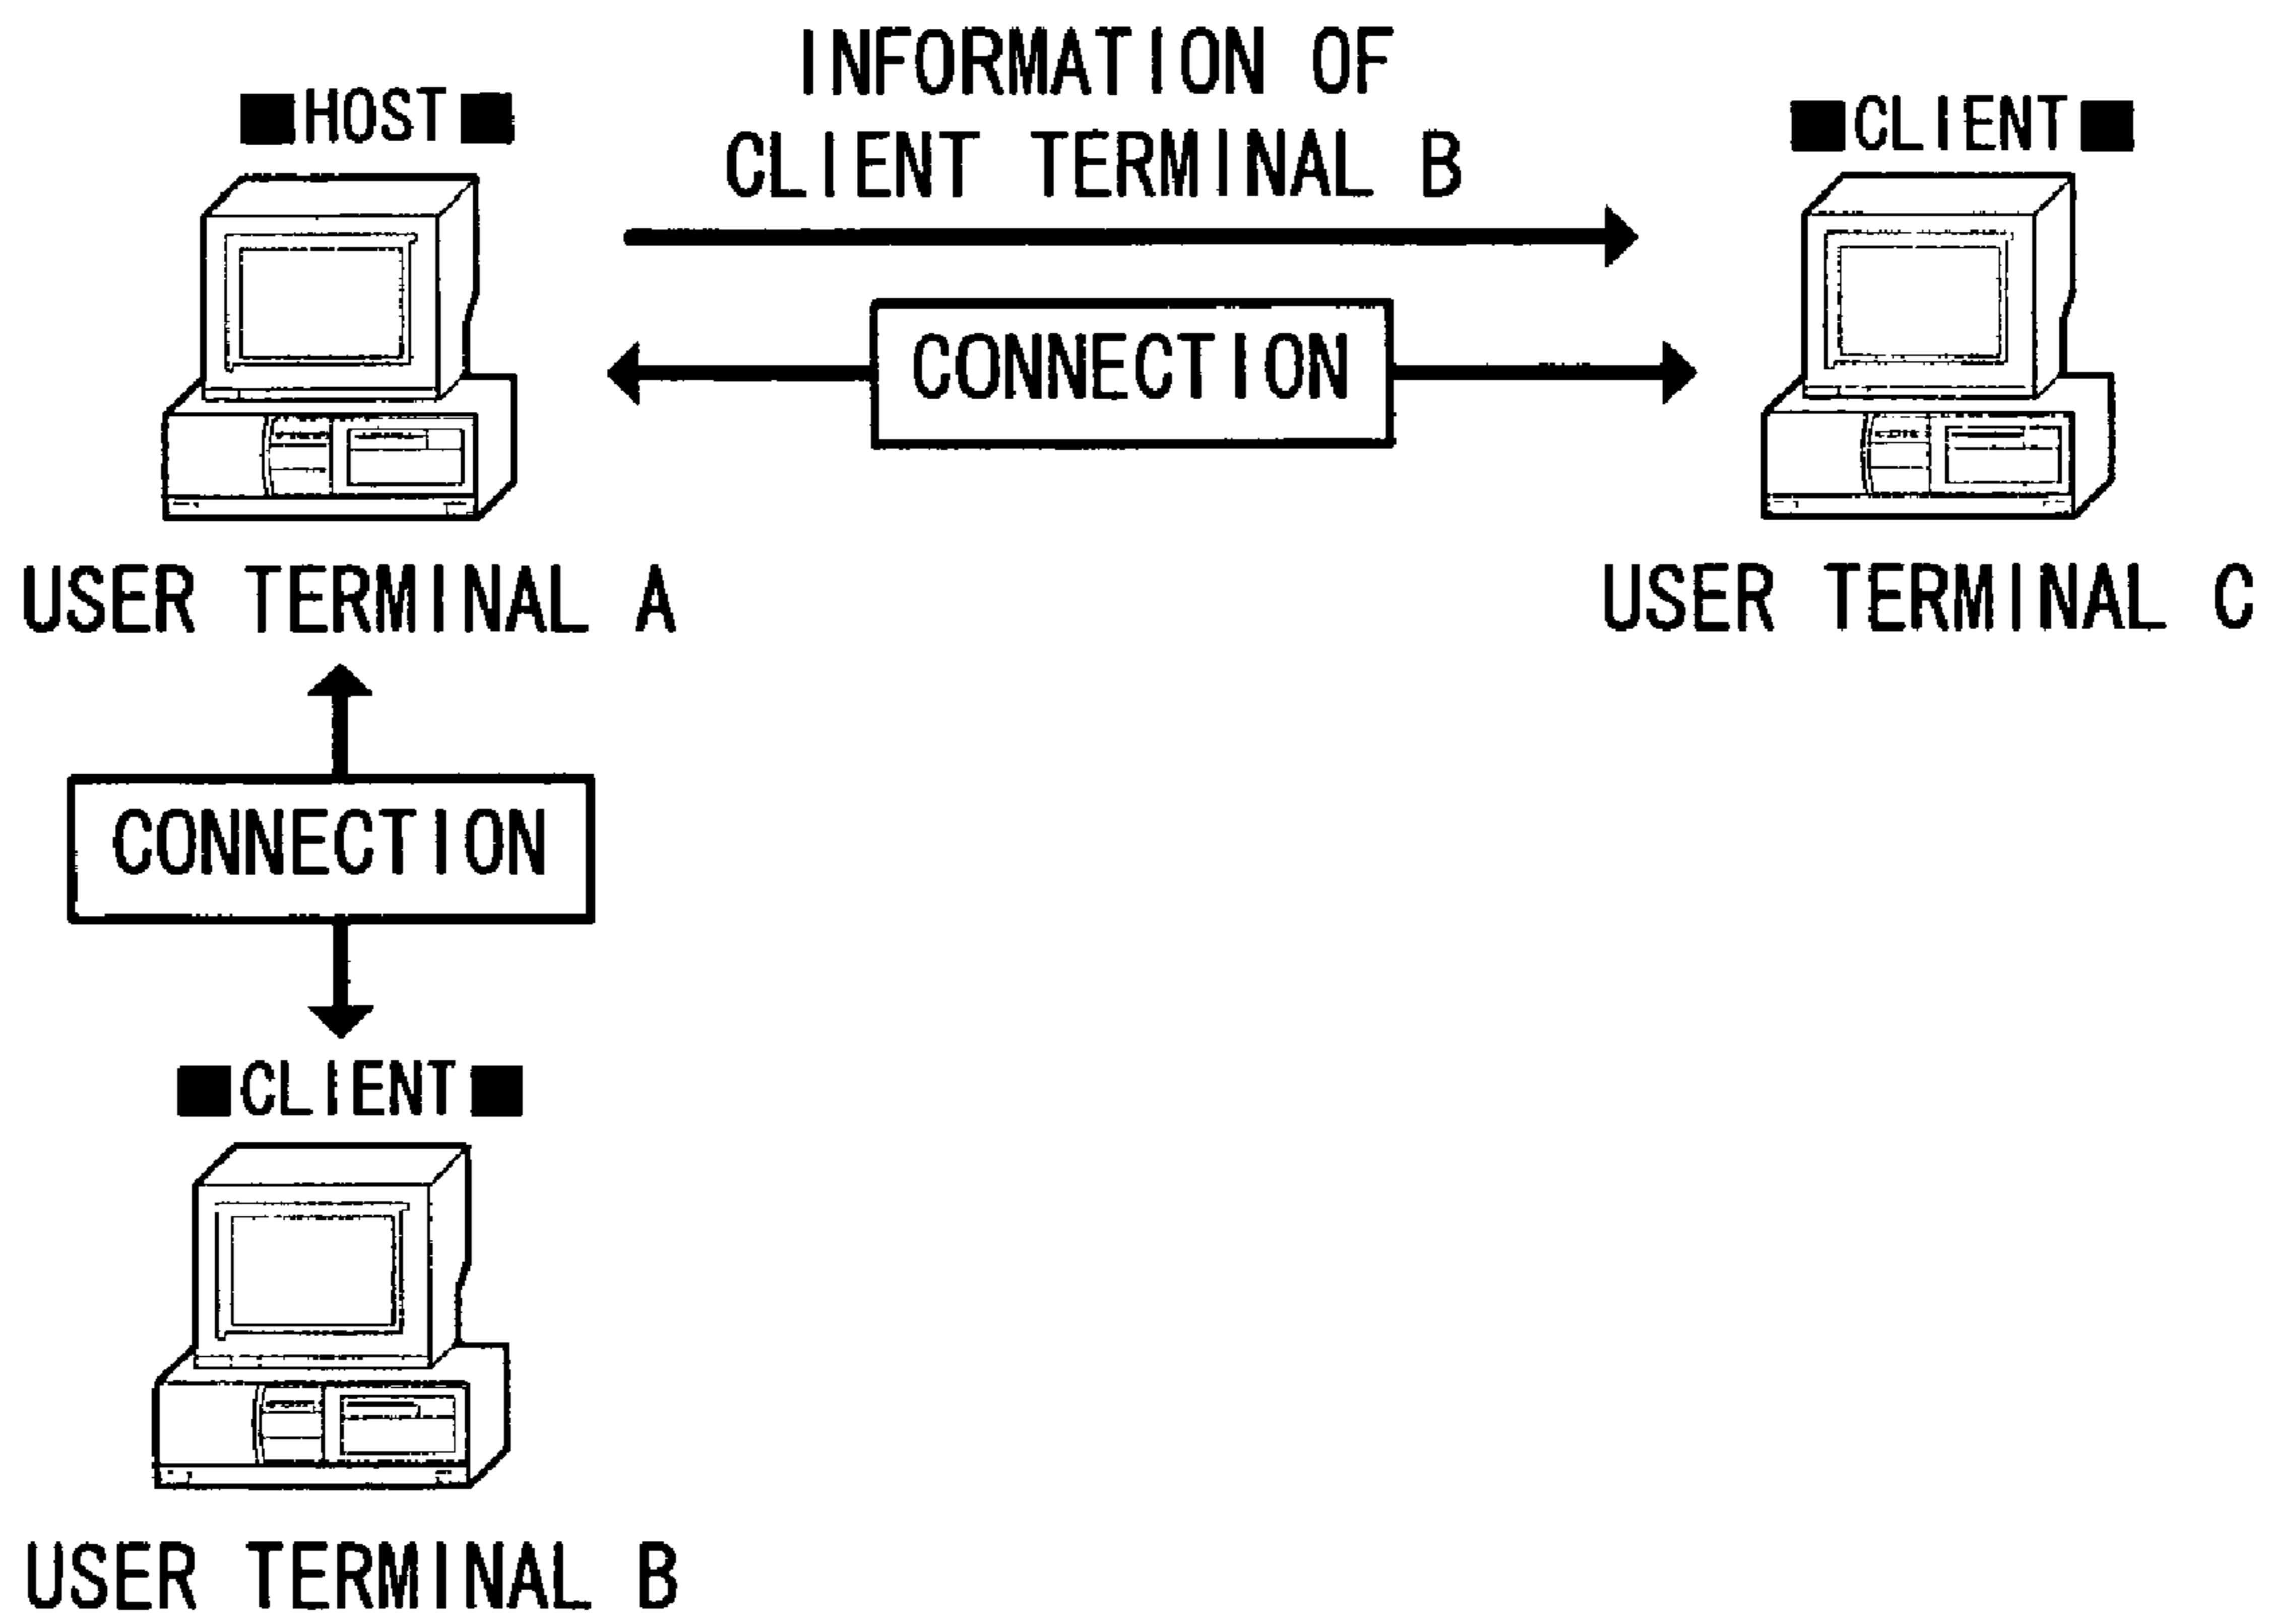 INFORMATION OF
CLIENT TERMINAL B
■HOST■
■CLIENT■
CONNECTION
USER TERMINAL A
USER TERMINAL C
CONNECTION
■CLIENT■
USER TERMINAL B